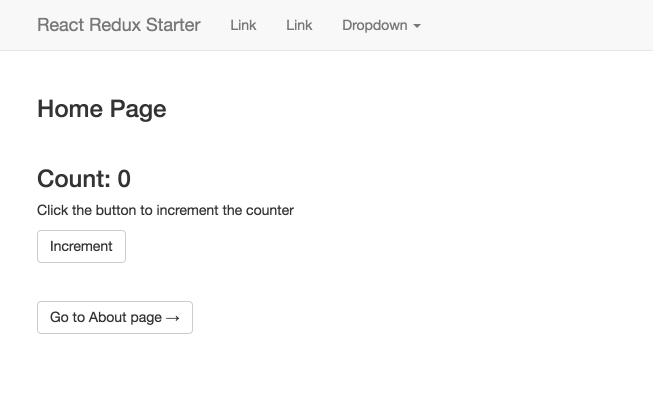 React Redux Starter Link Link Dropdown
Home Page
Count: 0
Click the button to increment the counter
Increment
Go to About page →